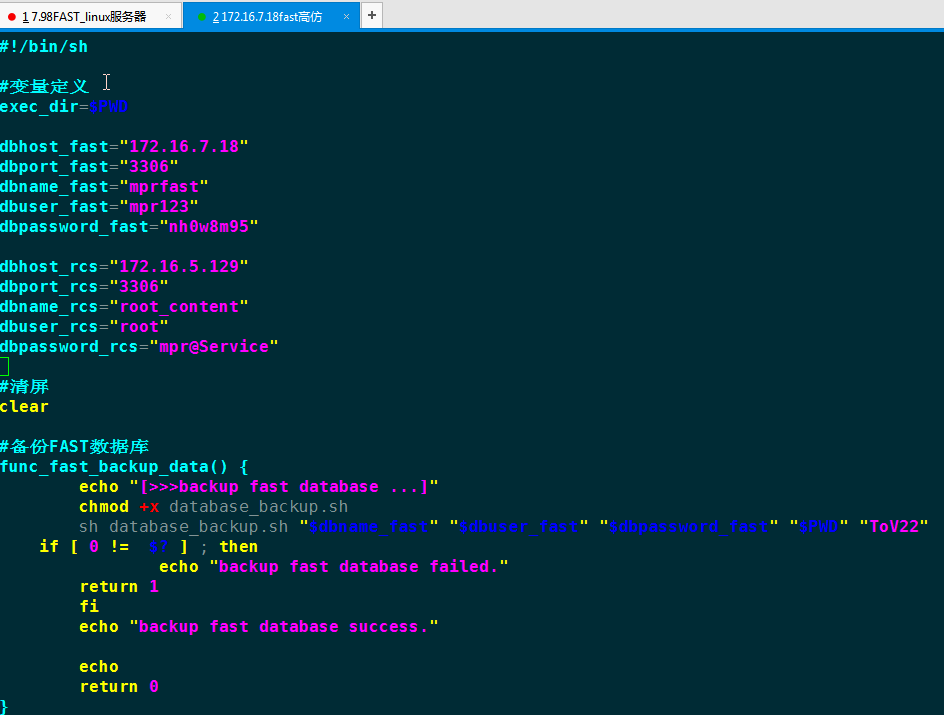 1 7.98FAST_linux服务器 × 2 172.16.7.18fast高仿 × +
#!/bin/sh
#变量定义
exec_dir=$PWD
dbhost_fast="172.16.7.18"
dbport_fast="3306"
dbname_fast="mprfast"
dbuser_fast="mpr123"
dbpassword_fast="nh0w8m95"
dbhost_rcs="172.16.5.129"
dbport_rcs="3306"
dbname_rcs="root_content"
dbuser_rcs="root"
dbpassword_rcs="mpr@Service"
#清屏
clear
#备份FAST数据库
func_fast_backup_data() {
echo "[>>>backup fast database ...]"
chmod +x database_backup.sh
sh database_backup.sh "$dbname_fast" "$dbuser_fast" "$dbpassword_fast" "$PWD" "ToV22"
if [ 0 != $? ] ; then
echo "backup fast database failed."
return 1
fi
echo "backup fast database success."
echo
return 0
}